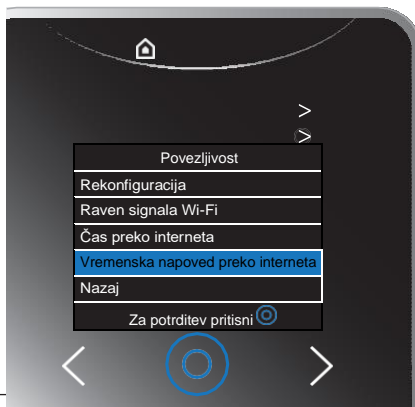 >
>
Povezljivost
Rekonfiguracija
Raven signala Wi-Fi
Čas preko interneta
Vremenska napoved preko interneta
Nazaj
Za potrditev pritisni